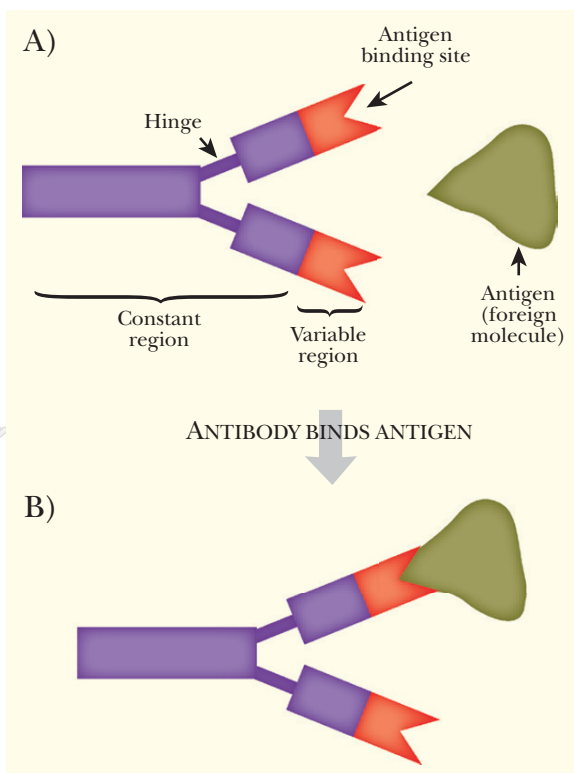 A)
Antigen
binding site
Hinge
Antigen
(foreign
molecule)
Constant
region
Variable
region
ANTIBODY BINDS ANTIGEN
B)